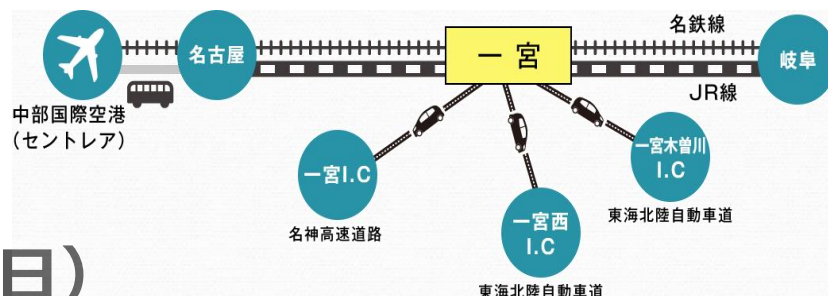 名鉄線
名古屋
一宮
岐阜
JR線
中部国際空港
(セントレア)
一宮I.C
名神高速道路
一宮西
I.C
東海北陸自動車道
一宮木曽川
I.C
東海北陸自動車道
日)